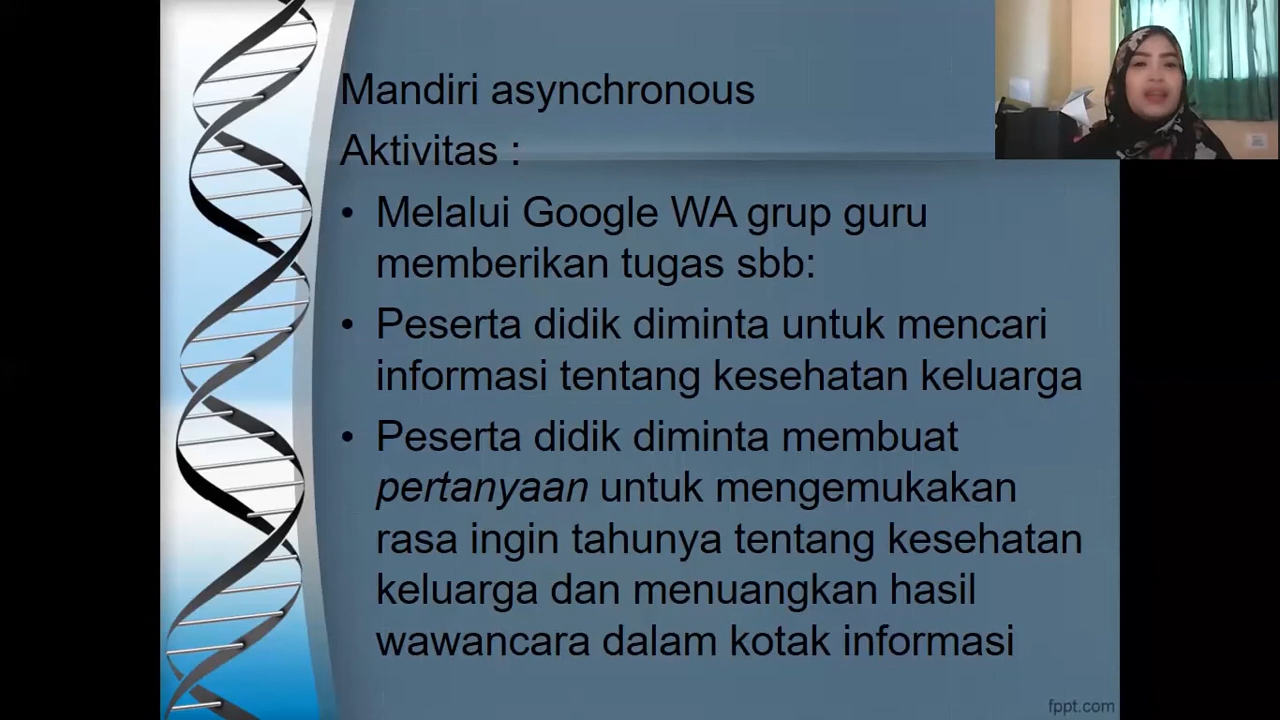 Mandiri asynchronous
Aktivitas :
• Melalui Google WA grup guru
memberikan tugas sbb:
• Peserta didik diminta untuk mencari
informasi tentang kesehatan keluarga
• Peserta didik diminta membuat
pertanyaan untuk mengemukakan
rasa ingin tahunya tentang kesehatan
keluarga dan menuangkan hasil
wawancara dalam kotak informasi
fppt.com